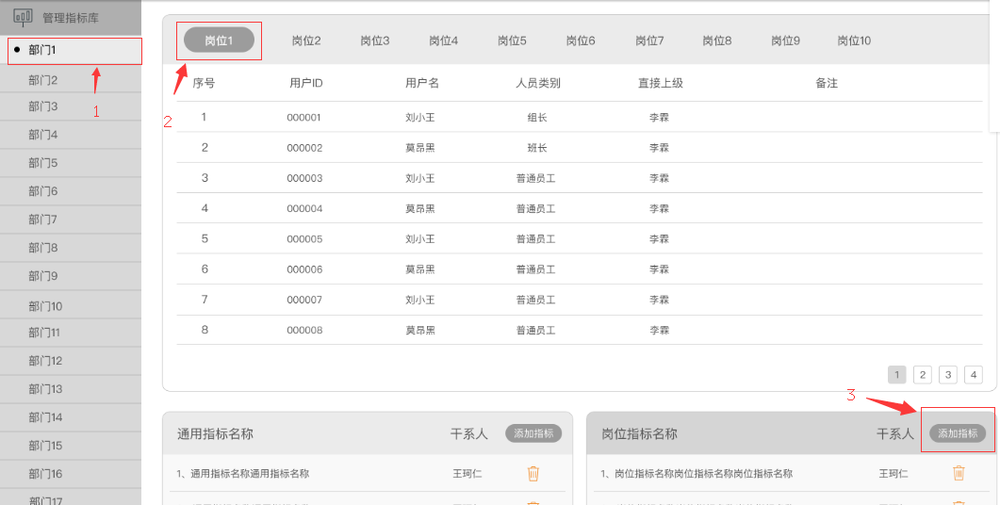 管理指标库
部门1
1
部门2
部门3
部门4
部门5
部门6
部门7
部门8
部门9
部门10
部门11
部门12
部门13
部门14
部门15
部门16
部门17
岗位1 岗位2 岗位3 岗位4 岗位5 岗位6 岗位7 岗位8 岗位9 岗位10
2
序号 用户ID 用户名 人员类别 直接上级 备注
1 000001 刘小王 组长 李霖
2 000002 莫昂黑 班长 李霖
3 000003 刘小王 普通员工 李霖
4 000004 莫昂黑 普通员工 李霖
5 000005 刘小王 普通员工 李霖
6 000006 莫昂黑 普通员工 李霖
7 000007 刘小王 普通员工 李霖
8 000008 莫昂黑 普通员工 李霖
1 2 3 4
3
通用指标名称 干系人 添加指标
1、通用指标名称通用指标名称 王珂仁
岗位指标名称 干系人 添加指标
1、岗位指标名称岗位指标名称岗位指标名称 王珂仁